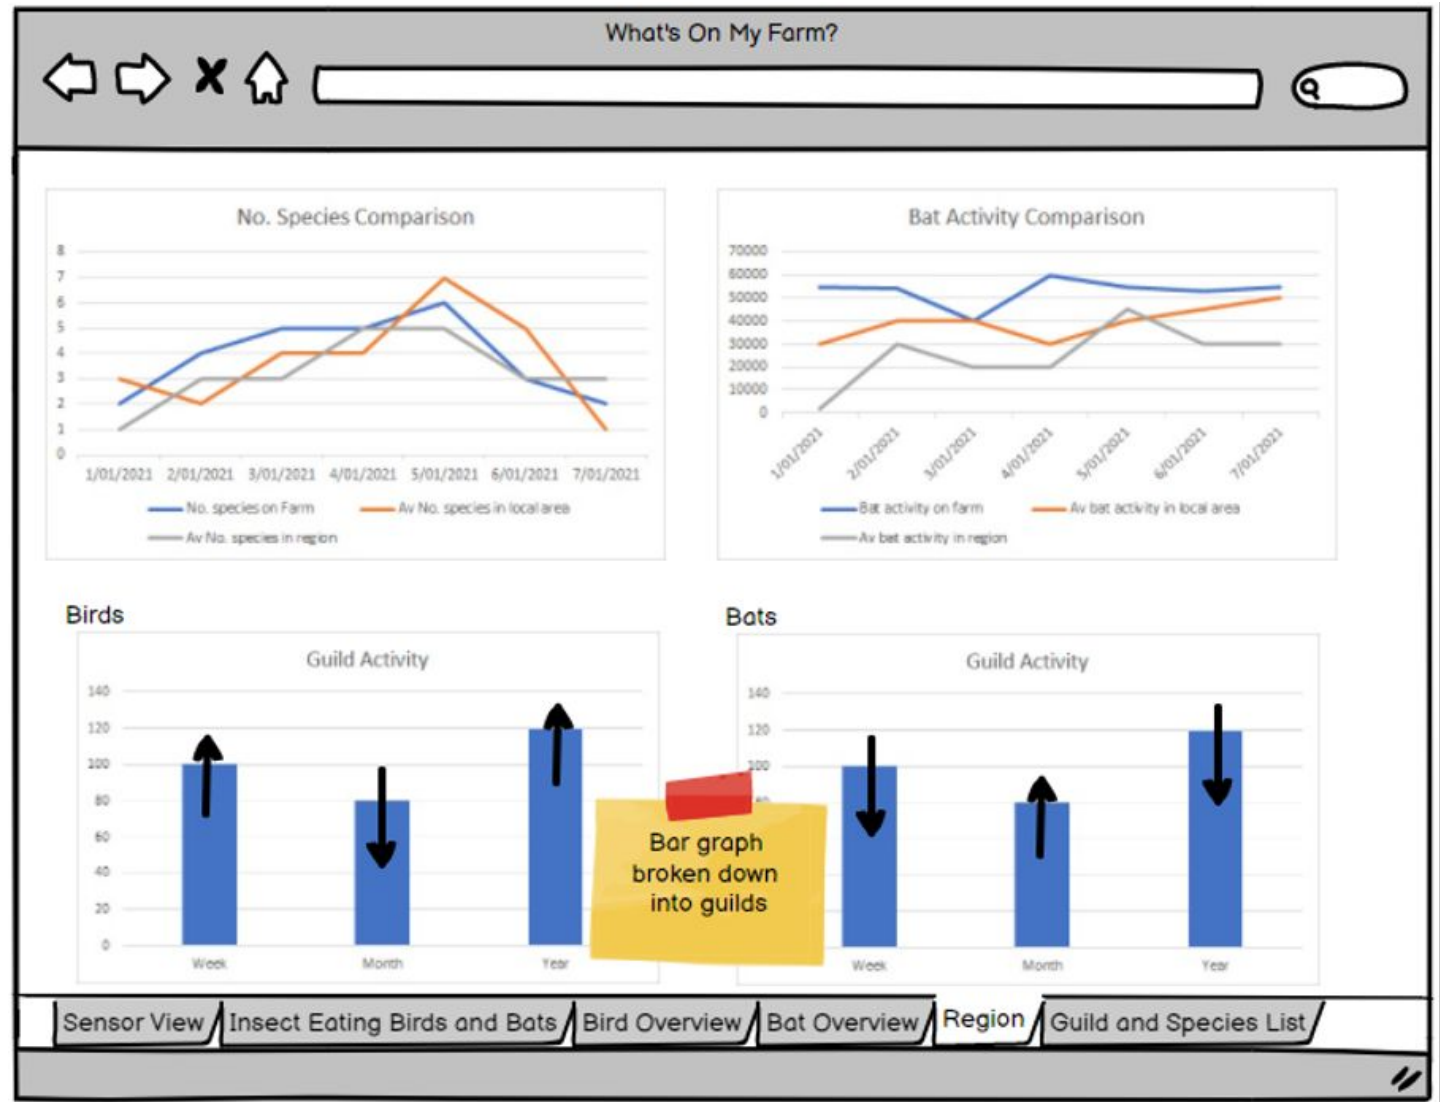 What's On My Farm?
No. Species Comparison
8
7
6
5
4
3
2
1
0
1/01/2021 2/01/2021 3/01/2021 4/01/2021 5/01/2021 6/01/2021 7/01/2021
No. species on Farm Av No. species in local area
Av No. species in region
Bat Activity Comparison
70000
60000
50000
40000
30000
20000
10000
0
1/01/2021 2/01/2021 3/01/2021 4/01/2021 5/01/2021 6/01/2021 7/01/2021
Bat activity on farm Av bat activity in local area
Av bat activity in region
Birds
Guild Activity
140
120
100
80
60
40
20
0
Week Month Year
Bar graph
broken down
into guilds
Bats
Guild Activity
140
120
100
Week Month Year
Sensor View Insect Eating Birds and Bats Bird Overview Bat Overview Region Guild and Species List